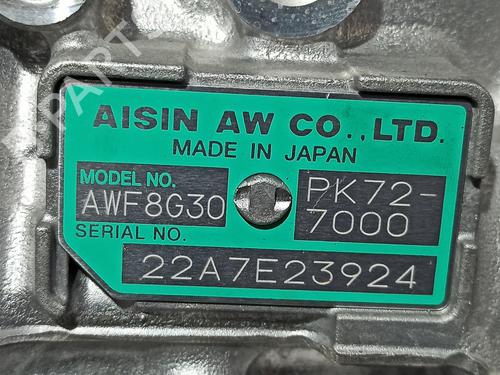 AISIN AW CO.,LTD.
MADE IN JAPAN
MODEL NO.
AWF8G30
PK72-
7000
SERIAL NO.
22A7E23924